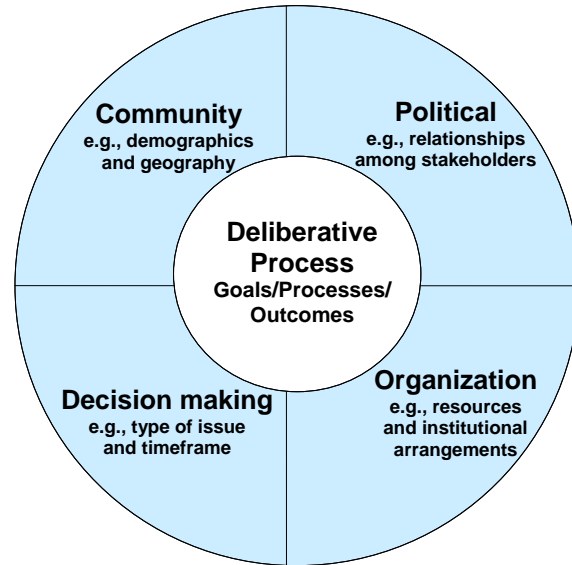 Community
e.g., demographics
and geography
Political
e.g., relationships
among stakeholders
Deliberative
Process
Goals/Processes/
Outcomes
Decision making
e.g., type of issue
and timeframe
Organization
e.g., resources
and institutional
arrangements